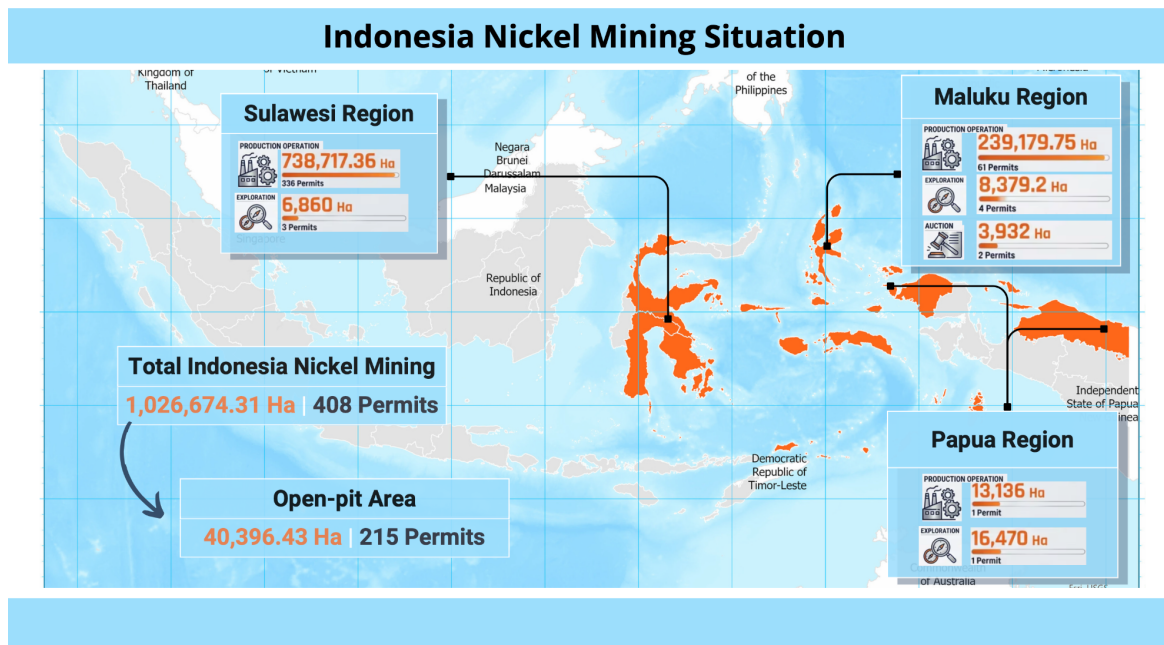 Indonesia Nickel Mining Situation
Kingdom of
Thailand
of Vietnam
of the
Philippines
Sulawesi Region
PRODUCTION OPERATION
738,717.36 Ha
336 Permits
EXPLORATION
6,860 Ha
3 Permits
Singapore
Negara
Brunei
Darussalam
Malaysia
Republic of
Indonesia
Maluku Region
PRODUCTION OPERATION
239,179.75 Ha
61 Permits
EXPLORATION
8,379.2 Ha
4 Permits
AUCTION
3,932 Ha
2 Permits
Total Indonesia Nickel Mining
1,026,674.31 Ha | 408 Permits
Open-pit Area
40,396.43 Ha | 215 Permits
Democratic
Republic of
Timor-Leste
Independent
State of Papua
Papua Region
PRODUCTION OPERATION
13,136 Ha
1 Permit
EXPLORATION
16,470 Ha
1 Permit
of Australia